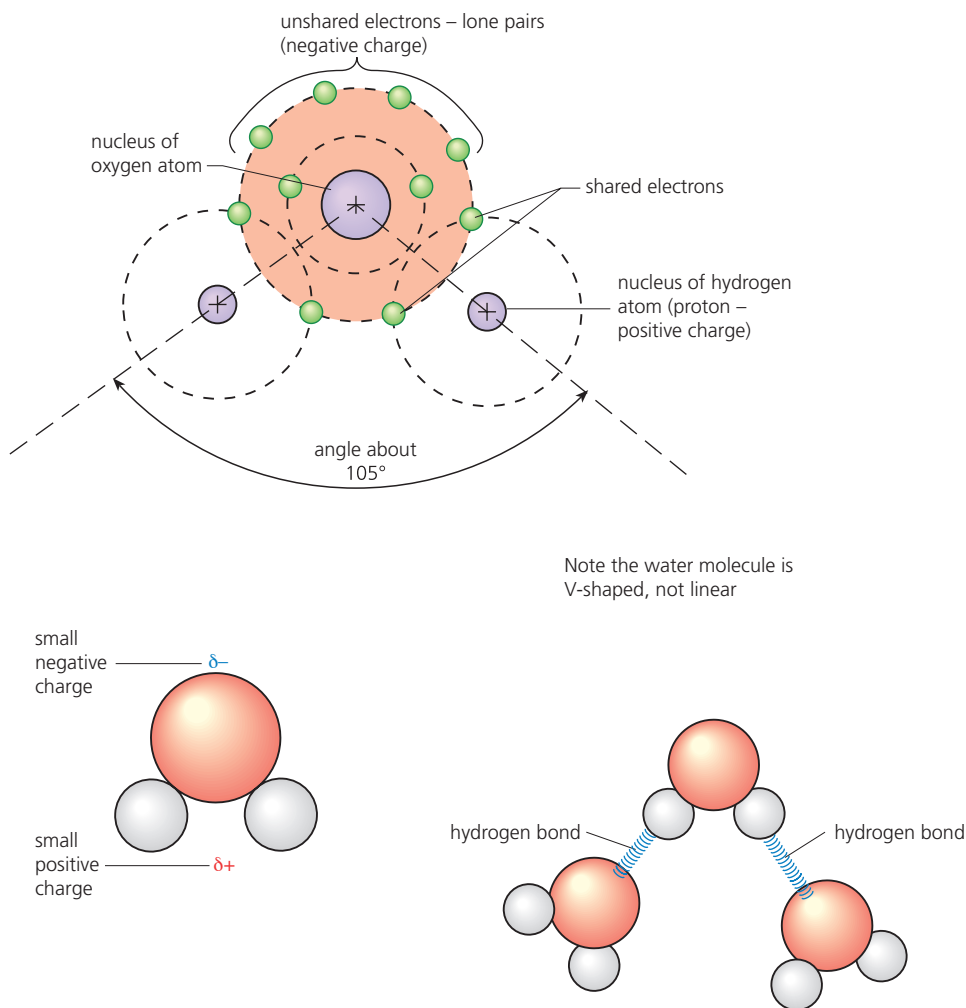 unshared electrons – lone pairs
(negative charge)
nucleus of
oxygen atom
shared electrons
nucleus of hydrogen
atom (proton –
positive charge)
angle about
105°
Note the water molecule is
V-shaped, not linear
small
negative
charge
δ−
small
positive
charge
δ+
hydrogen bond
hydrogen bond